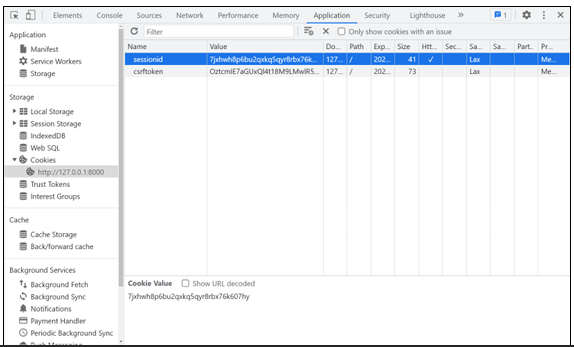 Elements Console Sources Network Performance Memory Application Security Lighthouse » 1
Application
Manifest
Service Workers
Storage
Storage
Local Storage
Session Storage
IndexedDB
Web SQL
Cookies
http://127.0.0.1:8000
Trust Tokens
Interest Groups
Cache
Cache Storage
Back/forward cache
Background Services
Background Fetch
Background Sync
Notifications
Payment Handler
Periodic Background Sync
Filter Only show cookies with an issue
Name Value Do... Path Exp... Size Htt... Sec... Sa... Sa... Part.. Pr...
sessionid 7jxhwh8p6bu2qxkq5qyr8rbx76k... 127... / 202... 41 ✓ Lax Me...
csrftoken 127... / 202... 73 Lax Me...
Cookie Value Show URL decoded
7jxhwh8p6bu2qxkq5qyr8rbx76k607hy